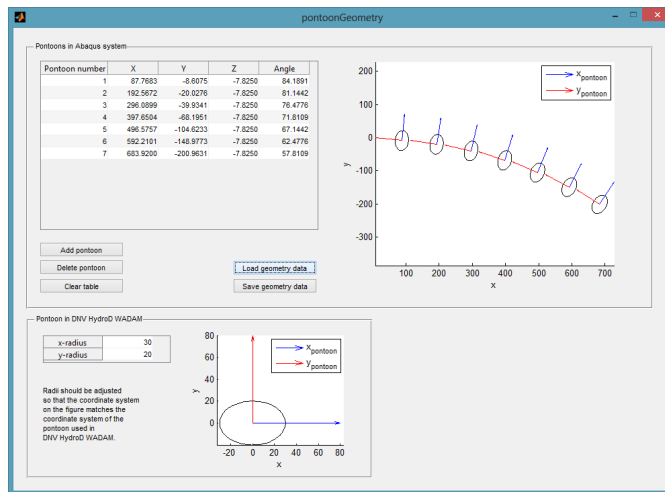 pontoonGeometry
Pontoons in Abaqus system
Pontoon number X Y Z Angle
1 87.7683 -8.6075 -7.8250 84.1891
2 192.5672 -20.0276 -7.8250 81.1442
3 296.0899 -39.9341 -7.8250 76.4776
4 397.6504 -68.1951 -7.8250 71.8109
5 496.5757 -104.6233 -7.8250 67.1442
6 592.2101 -148.9773 -7.8250 62.4776
7 683.9200 -200.9631 -7.8250 57.8109
Add pontoon
Delete pontoon
Clear table
Load geometry data
Save geometry data
200
100
0
-100
-200
-300
y
100 200 300 400 500 600 700
x
x pontoon
y pontoon
Pontoon in DNV HydroD WADAM
x-radius 30
y-radius 20
Radii should be adjusted
so that the coordinate system
on the figure matches the
coordinate system of the
pontoon used in
DNV HydroD WADAM.
80
60
40
20
0
y
-20 0 20 40 60 80
x
x pontoon
y pontoon